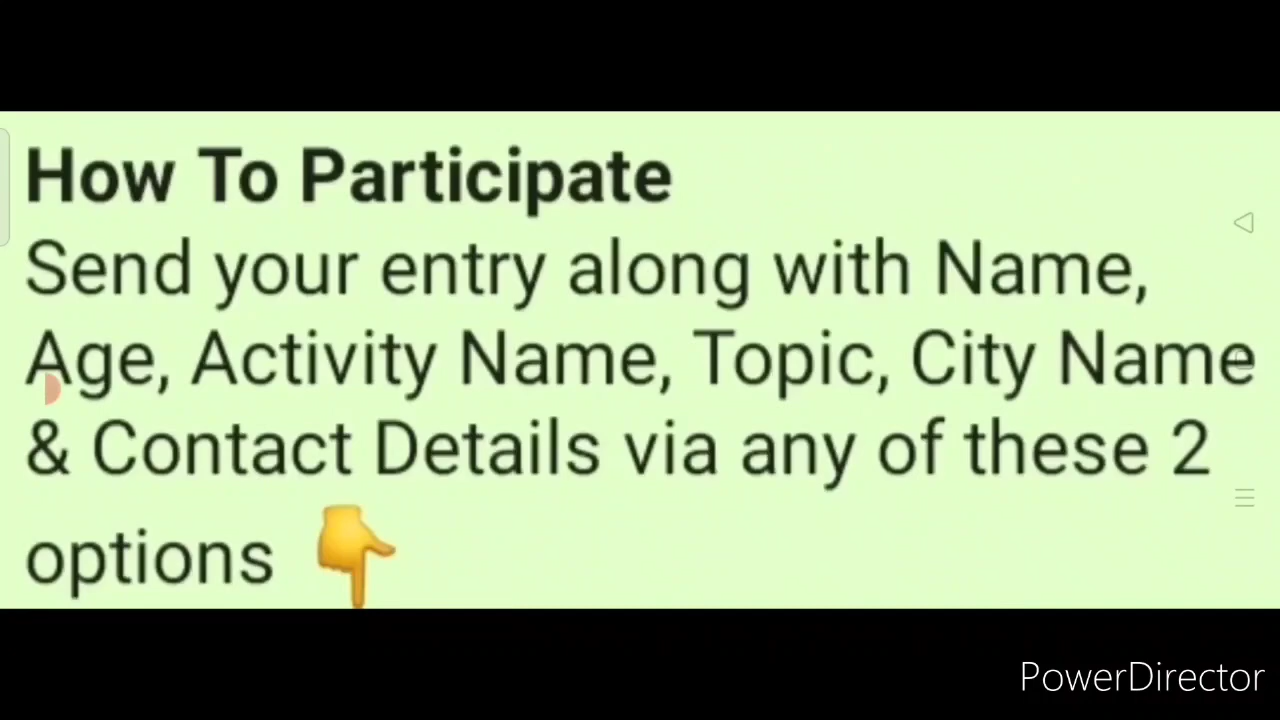 How To Participate
Send your entry along with Name,
Age, Activity Name, Topic, City Name
& Contact Details via any of these 2
options 👇
PowerDirector